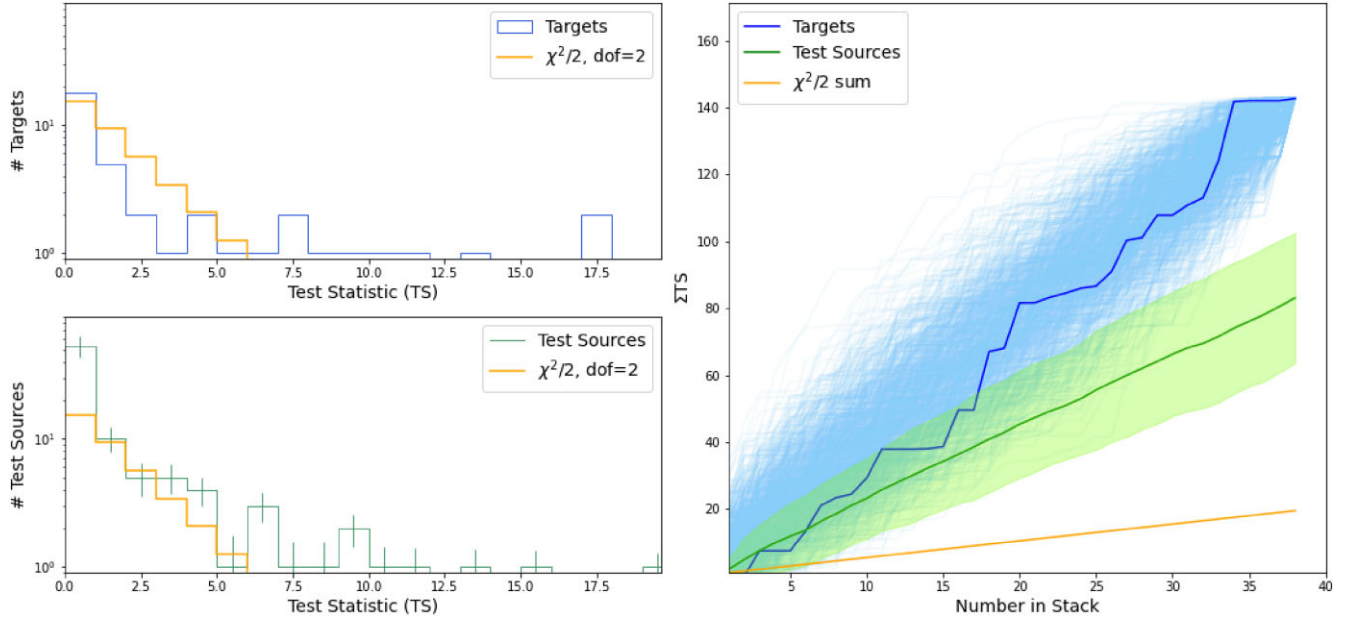 Targets
χ²/2, dof=2
# Targets
10¹
10⁰
0.0 2.5 5.0 7.5 10.0 12.5 15.0 17.5
Test Statistic (TS)
Test Sources
χ²/2, dof=2
# Test Sources
10¹
10⁰
0.0 2.5 5.0 7.5 10.0 12.5 15.0 17.5
Test Statistic (TS)
Targets
Test Sources
χ²/2 sum
ΣTS
160
140
120
100
80
60
40
20
5 10 15 20 25 30 35 40
Number in Stack